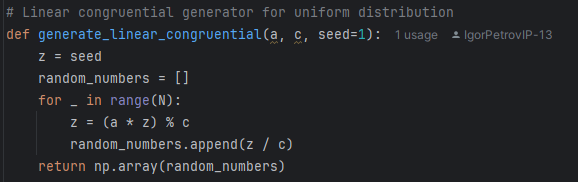 # Linear congruential generator for uniform distribution
def generate_linear_congruential(a, c, seed=1): 1 usage IgorPetrovIP-13
    z = seed
    random_numbers = []
    for _ in range(N):
        z = (a * z) % c
        random_numbers.append(z / c)
    return np.array(random_numbers)